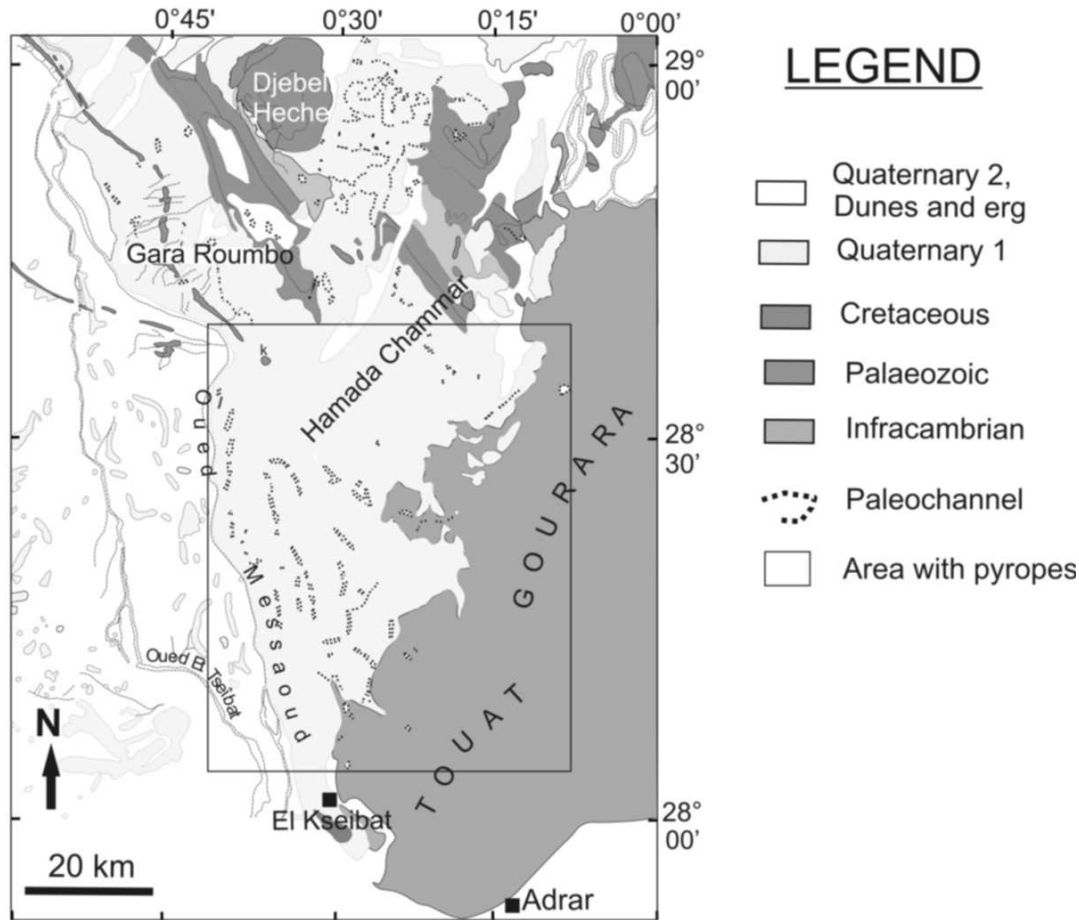 0°45' 0°30' 0°15' 0°00'
29°
00'
Djebel
Heche
Gara Roumbo
Hamada Chammar
k
Oued Messaoud
28°
30'
TOUAT GOURARA
Oued El Tseibat
N
El Kseibat
28°
00'
20 km
Adrar
LEGEND
Quaternary 2,
Dunes and erg
Quaternary 1
Cretaceous
Palaeozoic
Infracambrian
Paleochannel
Area with pyropes